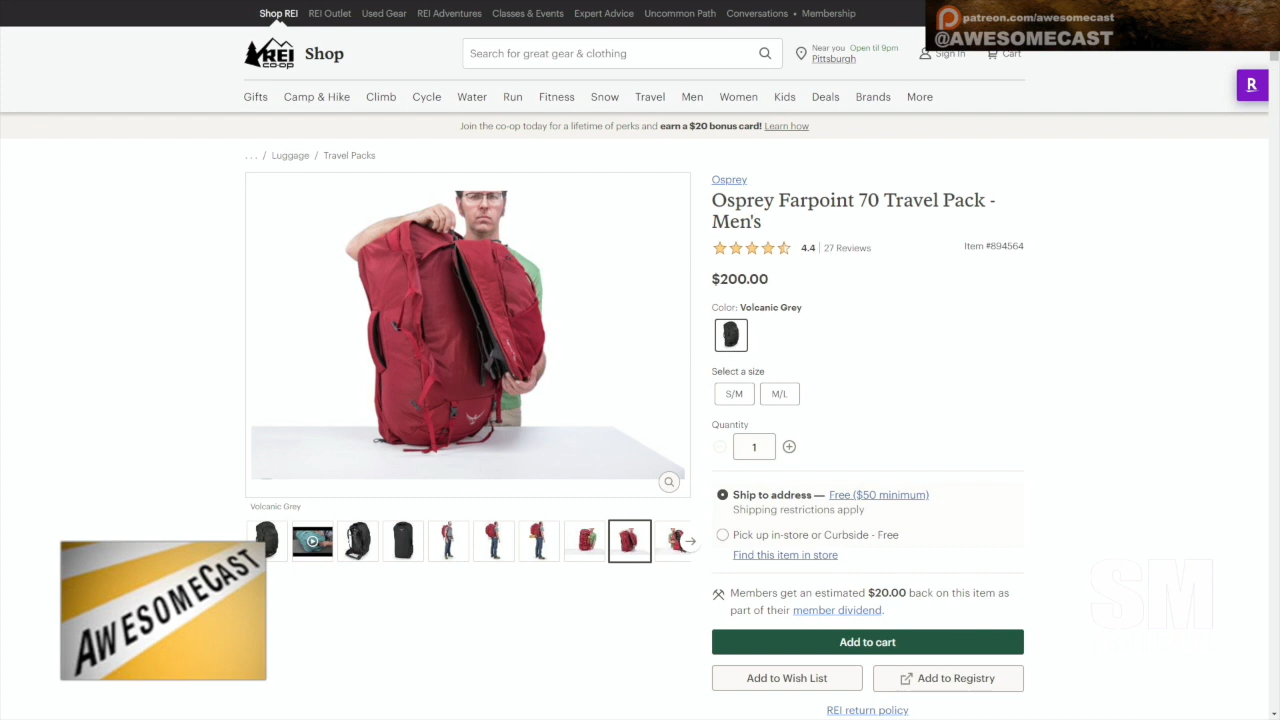 Shop REI REI Outlet Used Gear REI Adventures Classes & Events Expert Advice Uncommon Path Conversations • Membership
patreon.com/awesomecast
@AWESOMECAST
REI co-op Shop
Search for great gear & clothing
Near you Open til 9pm
Pittsburgh
Sign In
Cart
R
Gifts Camp & Hike Climb Cycle Water Run Fitness Snow Travel Men Women Kids Deals Brands More
Join the co-op today for a lifetime of perks and earn a $20 bonus card! Learn how
... / Luggage / Travel Packs
Osprey
Osprey Farpoint 70 Travel Pack -
Men's
4.4 | 27 Reviews
Item #894564
$200.00
Color: Volcanic Grey
Select a size
S/M M/L
Quantity
1
Ship to address — Free ($50 minimum)
Shipping restrictions apply
Pick up in-store or Curbside - Free
Find this item in store
Volcanic Grey
AWESOMECAST
Members get an estimated $20.00 back on this item as
part of their member dividend.
SM
Add to cart
Add to Wish List
Add to Registry
REI return policy